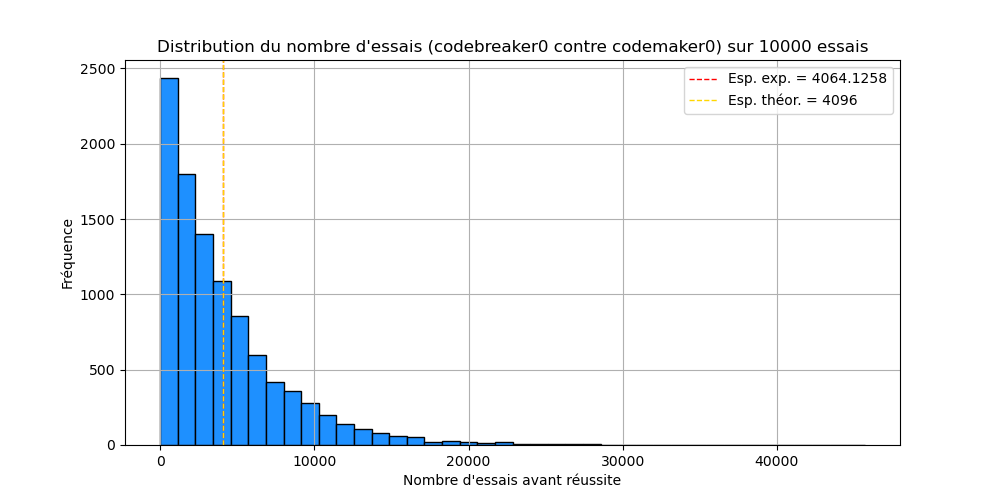 Distribution du nombre d'essais (codebreaker0 contre codemaker0) sur 10000 essais
Esp. exp. = 4064.1258
Esp. théor. = 4096
Fréquence
2500
2000
1500
1000
500
0
0 10000 20000 30000 40000
Nombre d'essais avant réussite